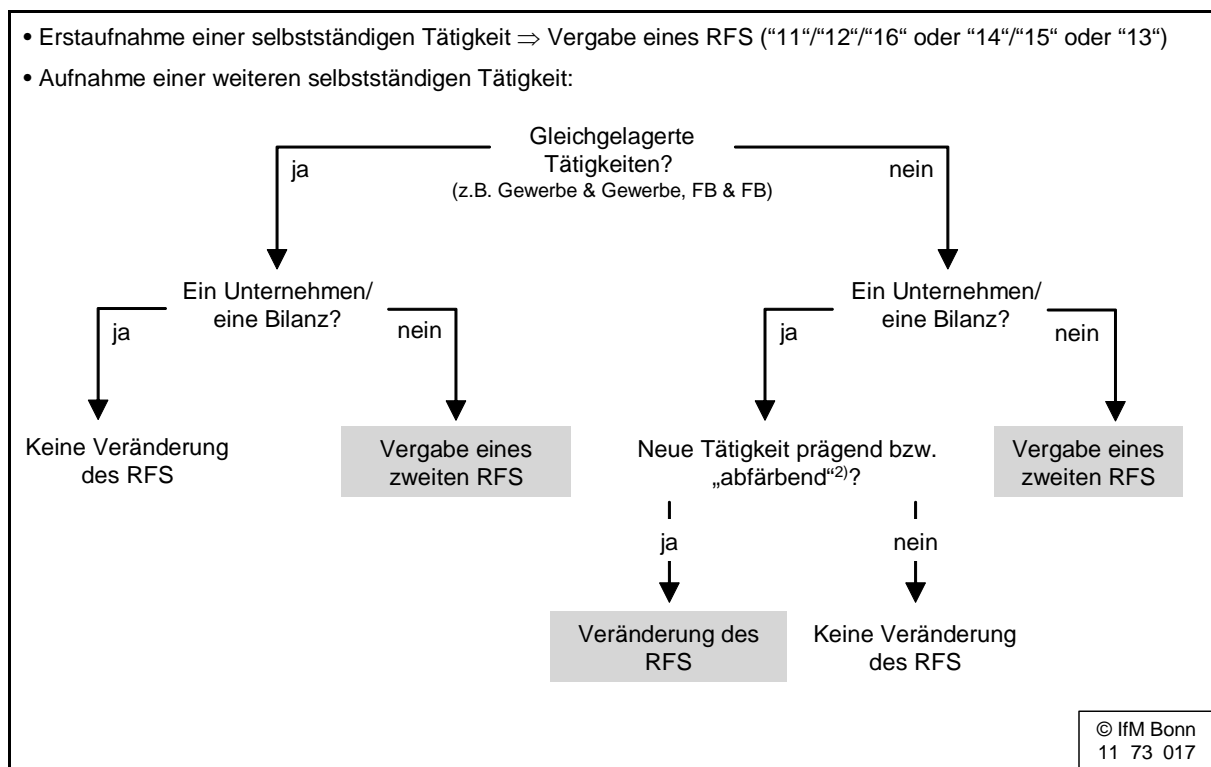 • Erstaufnahme einer selbstständigen Tätigkeit ⇒ Vergabe eines RFS (“11“/“12“/“16“ oder “14“/“15“ oder “13“)
• Aufnahme einer weiteren selbstständigen Tätigkeit:
Gleichgelagerte
Tätigkeiten?
(z.B. Gewerbe & Gewerbe, FB & FB)
ja
nein
Ein Unternehmen/
eine Bilanz?
ja
nein
Ein Unternehmen/
eine Bilanz?
ja
nein
Keine Veränderung
des RFS
Vergabe eines
zweiten RFS
Neue Tätigkeit prägend bzw.
„abfärbend“2)?
Vergabe eines
zweiten RFS
ja
nein
Veränderung des
RFS
Keine Veränderung
des RFS
© IfM Bonn
11 73 017